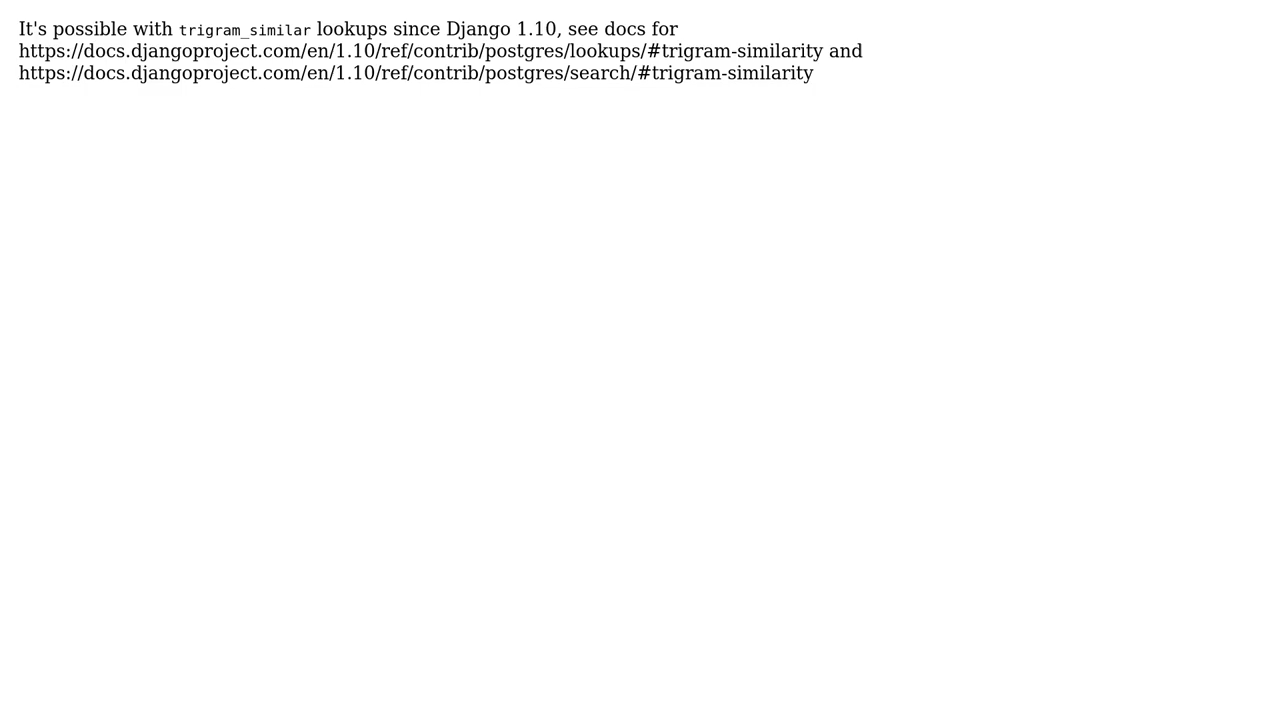 It's possible with trigram_similar lookups since Django 1.10, see docs for
https://docs.djangoproject.com/en/1.10/ref/contrib/postgres/lookups/#trigram-similarity and
https://docs.djangoproject.com/en/1.10/ref/contrib/postgres/search/#trigram-similarity